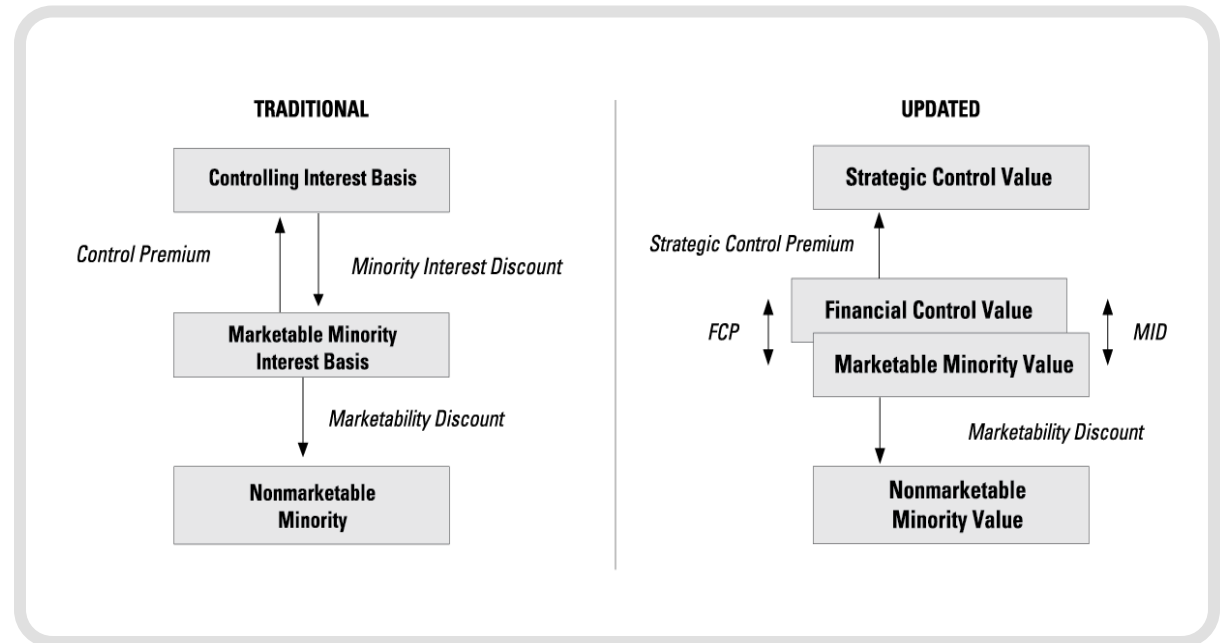 TRADITIONAL
Controlling Interest Basis
Control Premium
Minority Interest Discount
Marketable Minority
Interest Basis
Marketability Discount
Nonmarketable
Minority
UPDATED
Strategic Control Value
Strategic Control Premium
Financial Control Value
FCP
MID
Marketable Minority Value
Marketability Discount
Nonmarketable
Minority Value